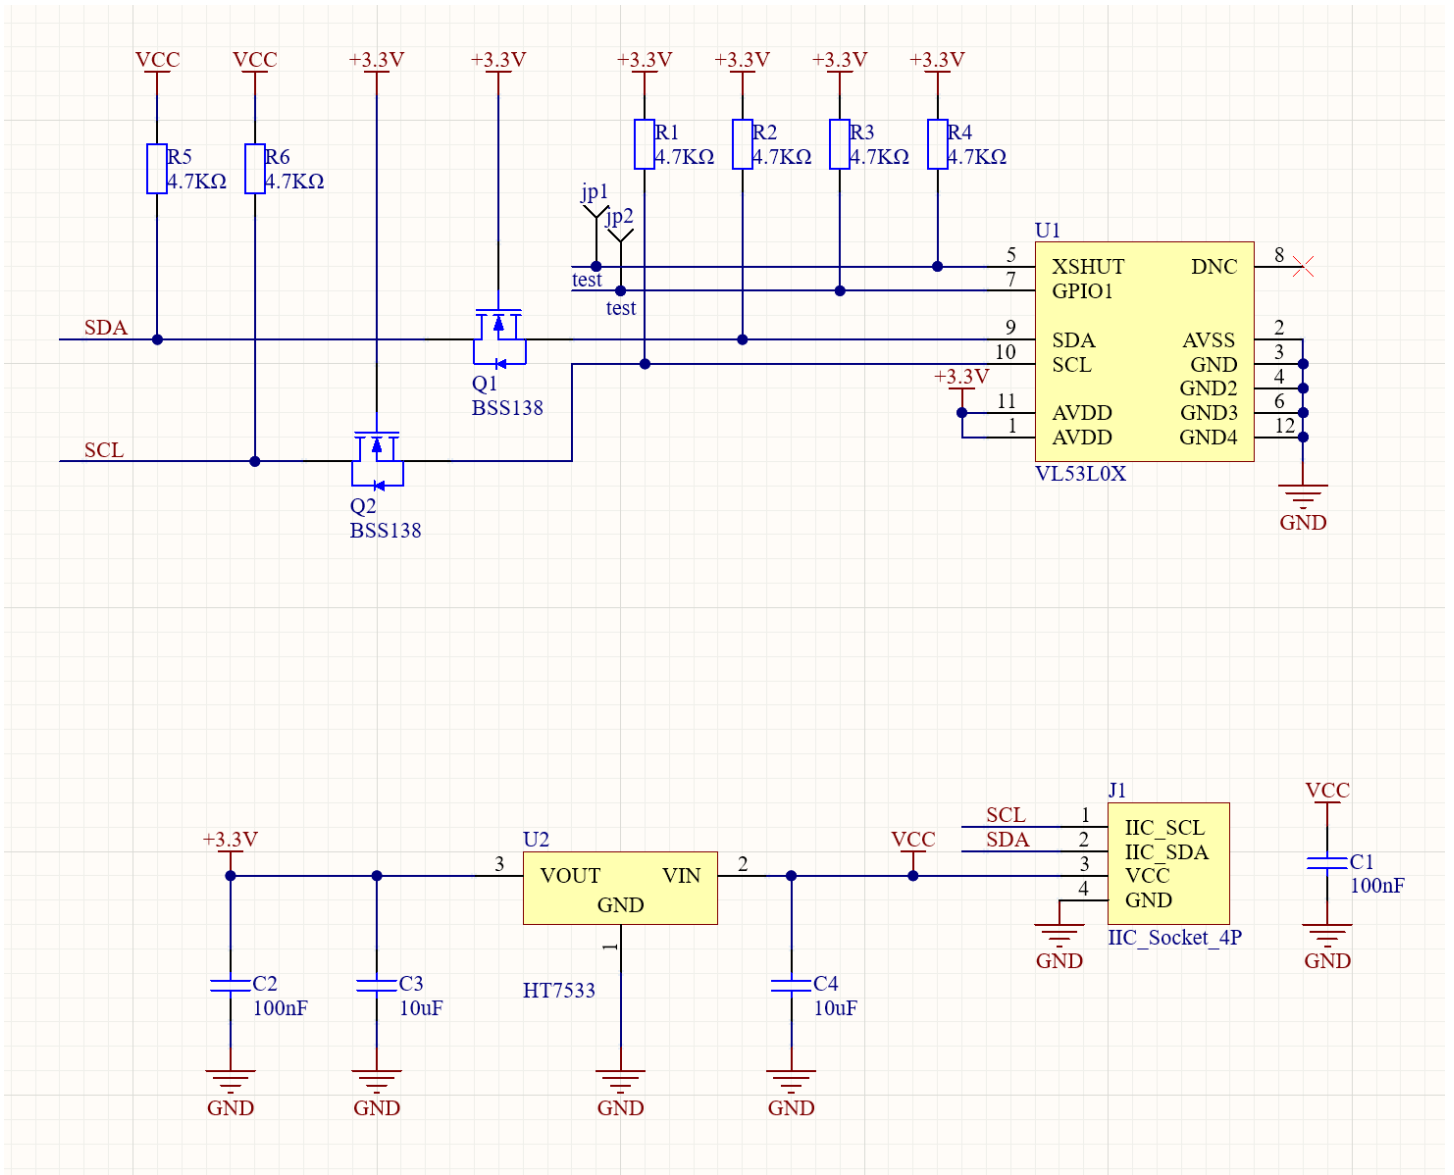 VCC
VCC
+3.3V
+3.3V
+3.3V
+3.3V
+3.3V
+3.3V
R5
4.7KΩ
R6
4.7KΩ
R1
4.7KΩ
R2
4.7KΩ
R3
4.7KΩ
R4
4.7KΩ
jp1
jp2
test
test
SDA
SCL
Q1
BSS138
Q2
BSS138
U1
5 XSHUT
7 GPIO1
9 SDA
10 SCL
+3.3V
11 AVDD
1 AVDD
DNC 8
AVSS 2
GND 3
GND2 4
GND3 6
GND4 12
VL53L0X
GND
+3.3V
U2
3 VOUT
VIN 2
GND
1
HT7533
C2
100nF
C3
10uF
C4
10uF
GND
GND
GND
GND
VCC
J1
SCL 1 IIC_SCL
SDA 2 IIC_SDA
3 VCC
4 GND
IIC_Socket_4P
GND
VCC
C1
100nF
GND